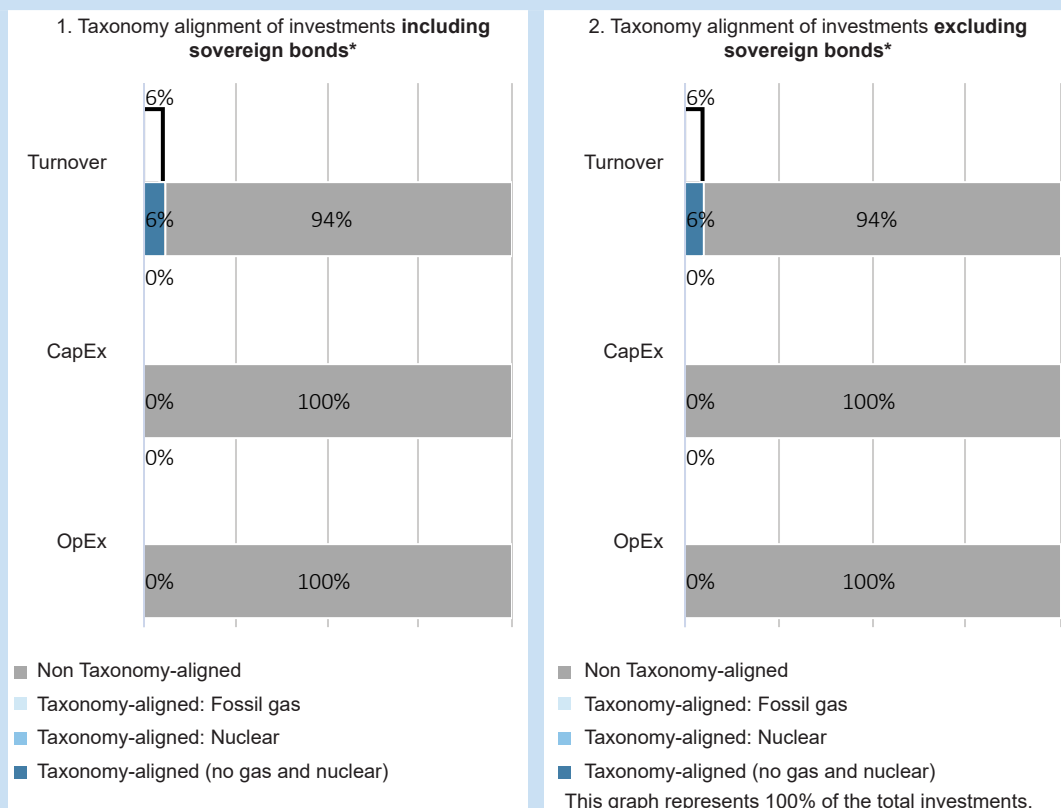 1. Taxonomy alignment of investments including
sovereign bonds*
6%
Turnover
6%
94%
0%
CapEx
0%
100%
0%
OpEx
0%
100%
Non Taxonomy-aligned
Taxonomy-aligned: Fossil gas
Taxonomy-aligned: Nuclear
Taxonomy-aligned (no gas and nuclear)
2. Taxonomy alignment of investments excluding
sovereign bonds*
6%
Turnover
6%
94%
0%
CapEx
0%
100%
0%
OpEx
0%
100%
Non Taxonomy-aligned
Taxonomy-aligned: Fossil gas
Taxonomy-aligned: Nuclear
Taxonomy-aligned (no gas and nuclear)
This graph represents 100% of the total investments.